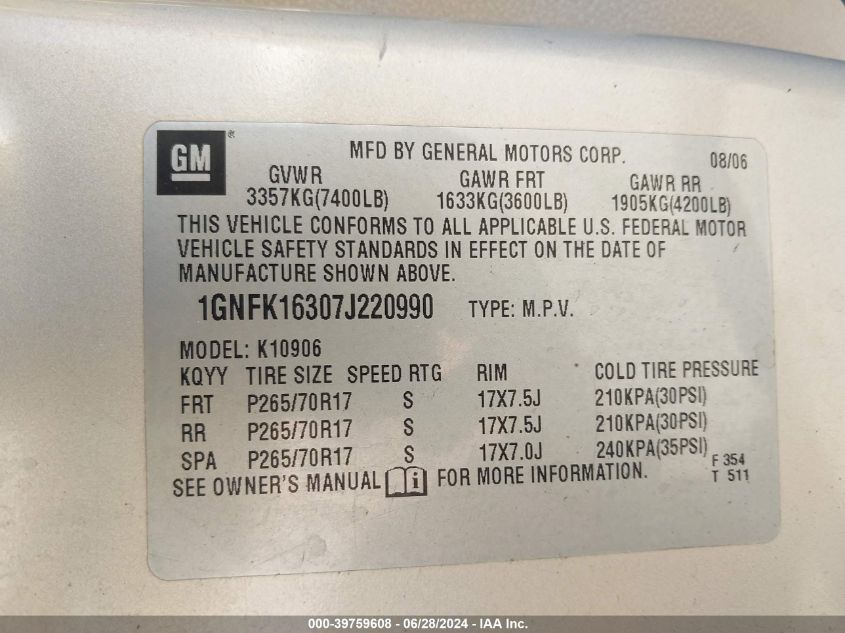 GM ®
MFD BY GENERAL MOTORS CORP. 08/06
GVWR GAWR FRT GAWR RR
3357KG(7400LB) 1633KG(3600LB) 1905KG(4200LB)
THIS VEHICLE CONFORMS TO ALL APPLICABLE U.S. FEDERAL MOTOR
VEHICLE SAFETY STANDARDS IN EFFECT ON THE DATE OF
MANUFACTURE SHOWN ABOVE.
1GNFK16307J220990 TYPE: M.P.V.
MODEL: K10906
KQYY TIRE SIZE SPEED RTG RIM COLD TIRE PRESSURE
FRT P265/70R17 S 17X7.5J 210KPA(30PSI)
RR P265/70R17 S 17X7.5J 210KPA(30PSI)
SPA P265/70R17 S 17X7.0J 240KPA(35PSI)
F 354
SEE OWNER'S MANUAL i FOR MORE INFORMATION.
T 511
000-39759608 - 06/28/2024 - IAA Inc.